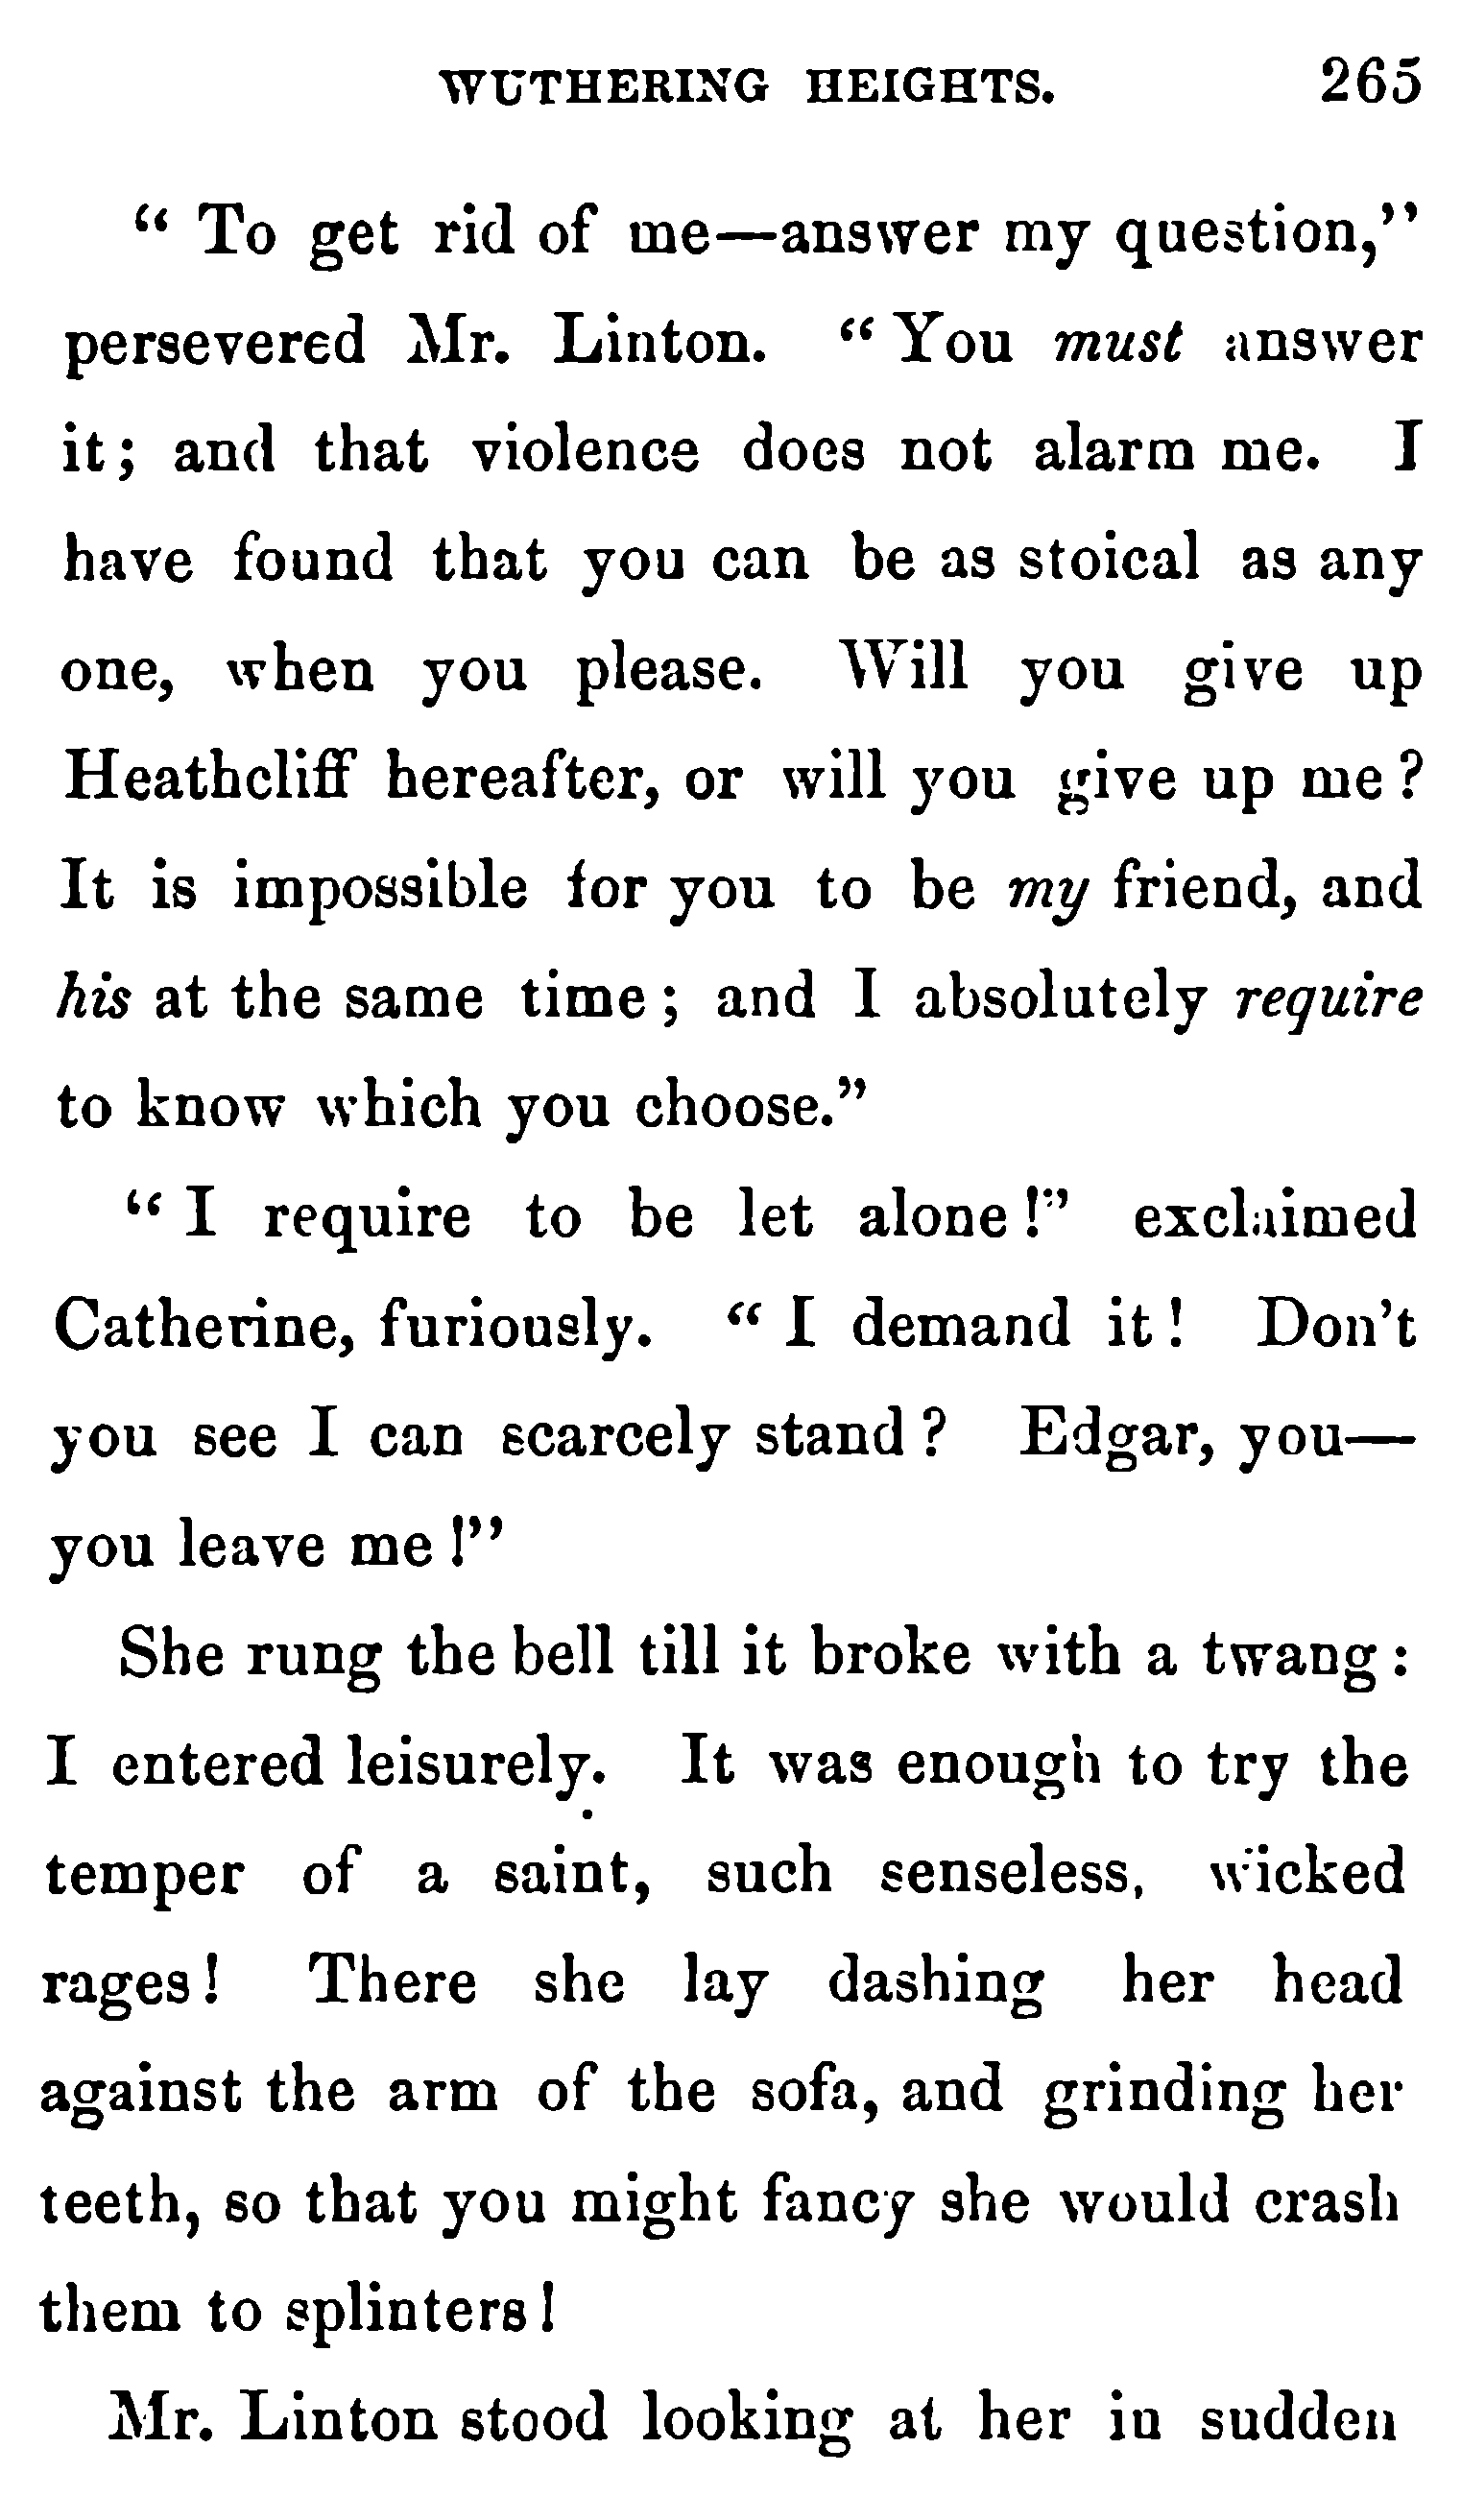 WUTHERING HEIGHTS. 265
“ To get rid of me—answer my question,”
persevered Mr. Linton. “ You must answer
it; and that violence does not alarm me. I
have found that you can be as stoical as any
one, when you please. Will you give up
Heathcliff hereafter, or will you give up me ?
It is impossible for you to be my friend, and
his at the same time ; and I absolutely require
to know which you choose.”
“ I require to be let alone !” exclaimed
Catherine, furiously. “ I demand it ! Don’t
you see I can scarcely stand ? Edgar, you—
you leave me !”
She rung the bell till it broke with a twang :
I entered leisurely. It was enough to try the
temper of a saint, such senseless, wicked
rages ! There she lay dashing her head
against the arm of the sofa, and grinding her
teeth, so that you might fancy she would crash
them to splinters !
Mr. Linton stood looking at her in sudden